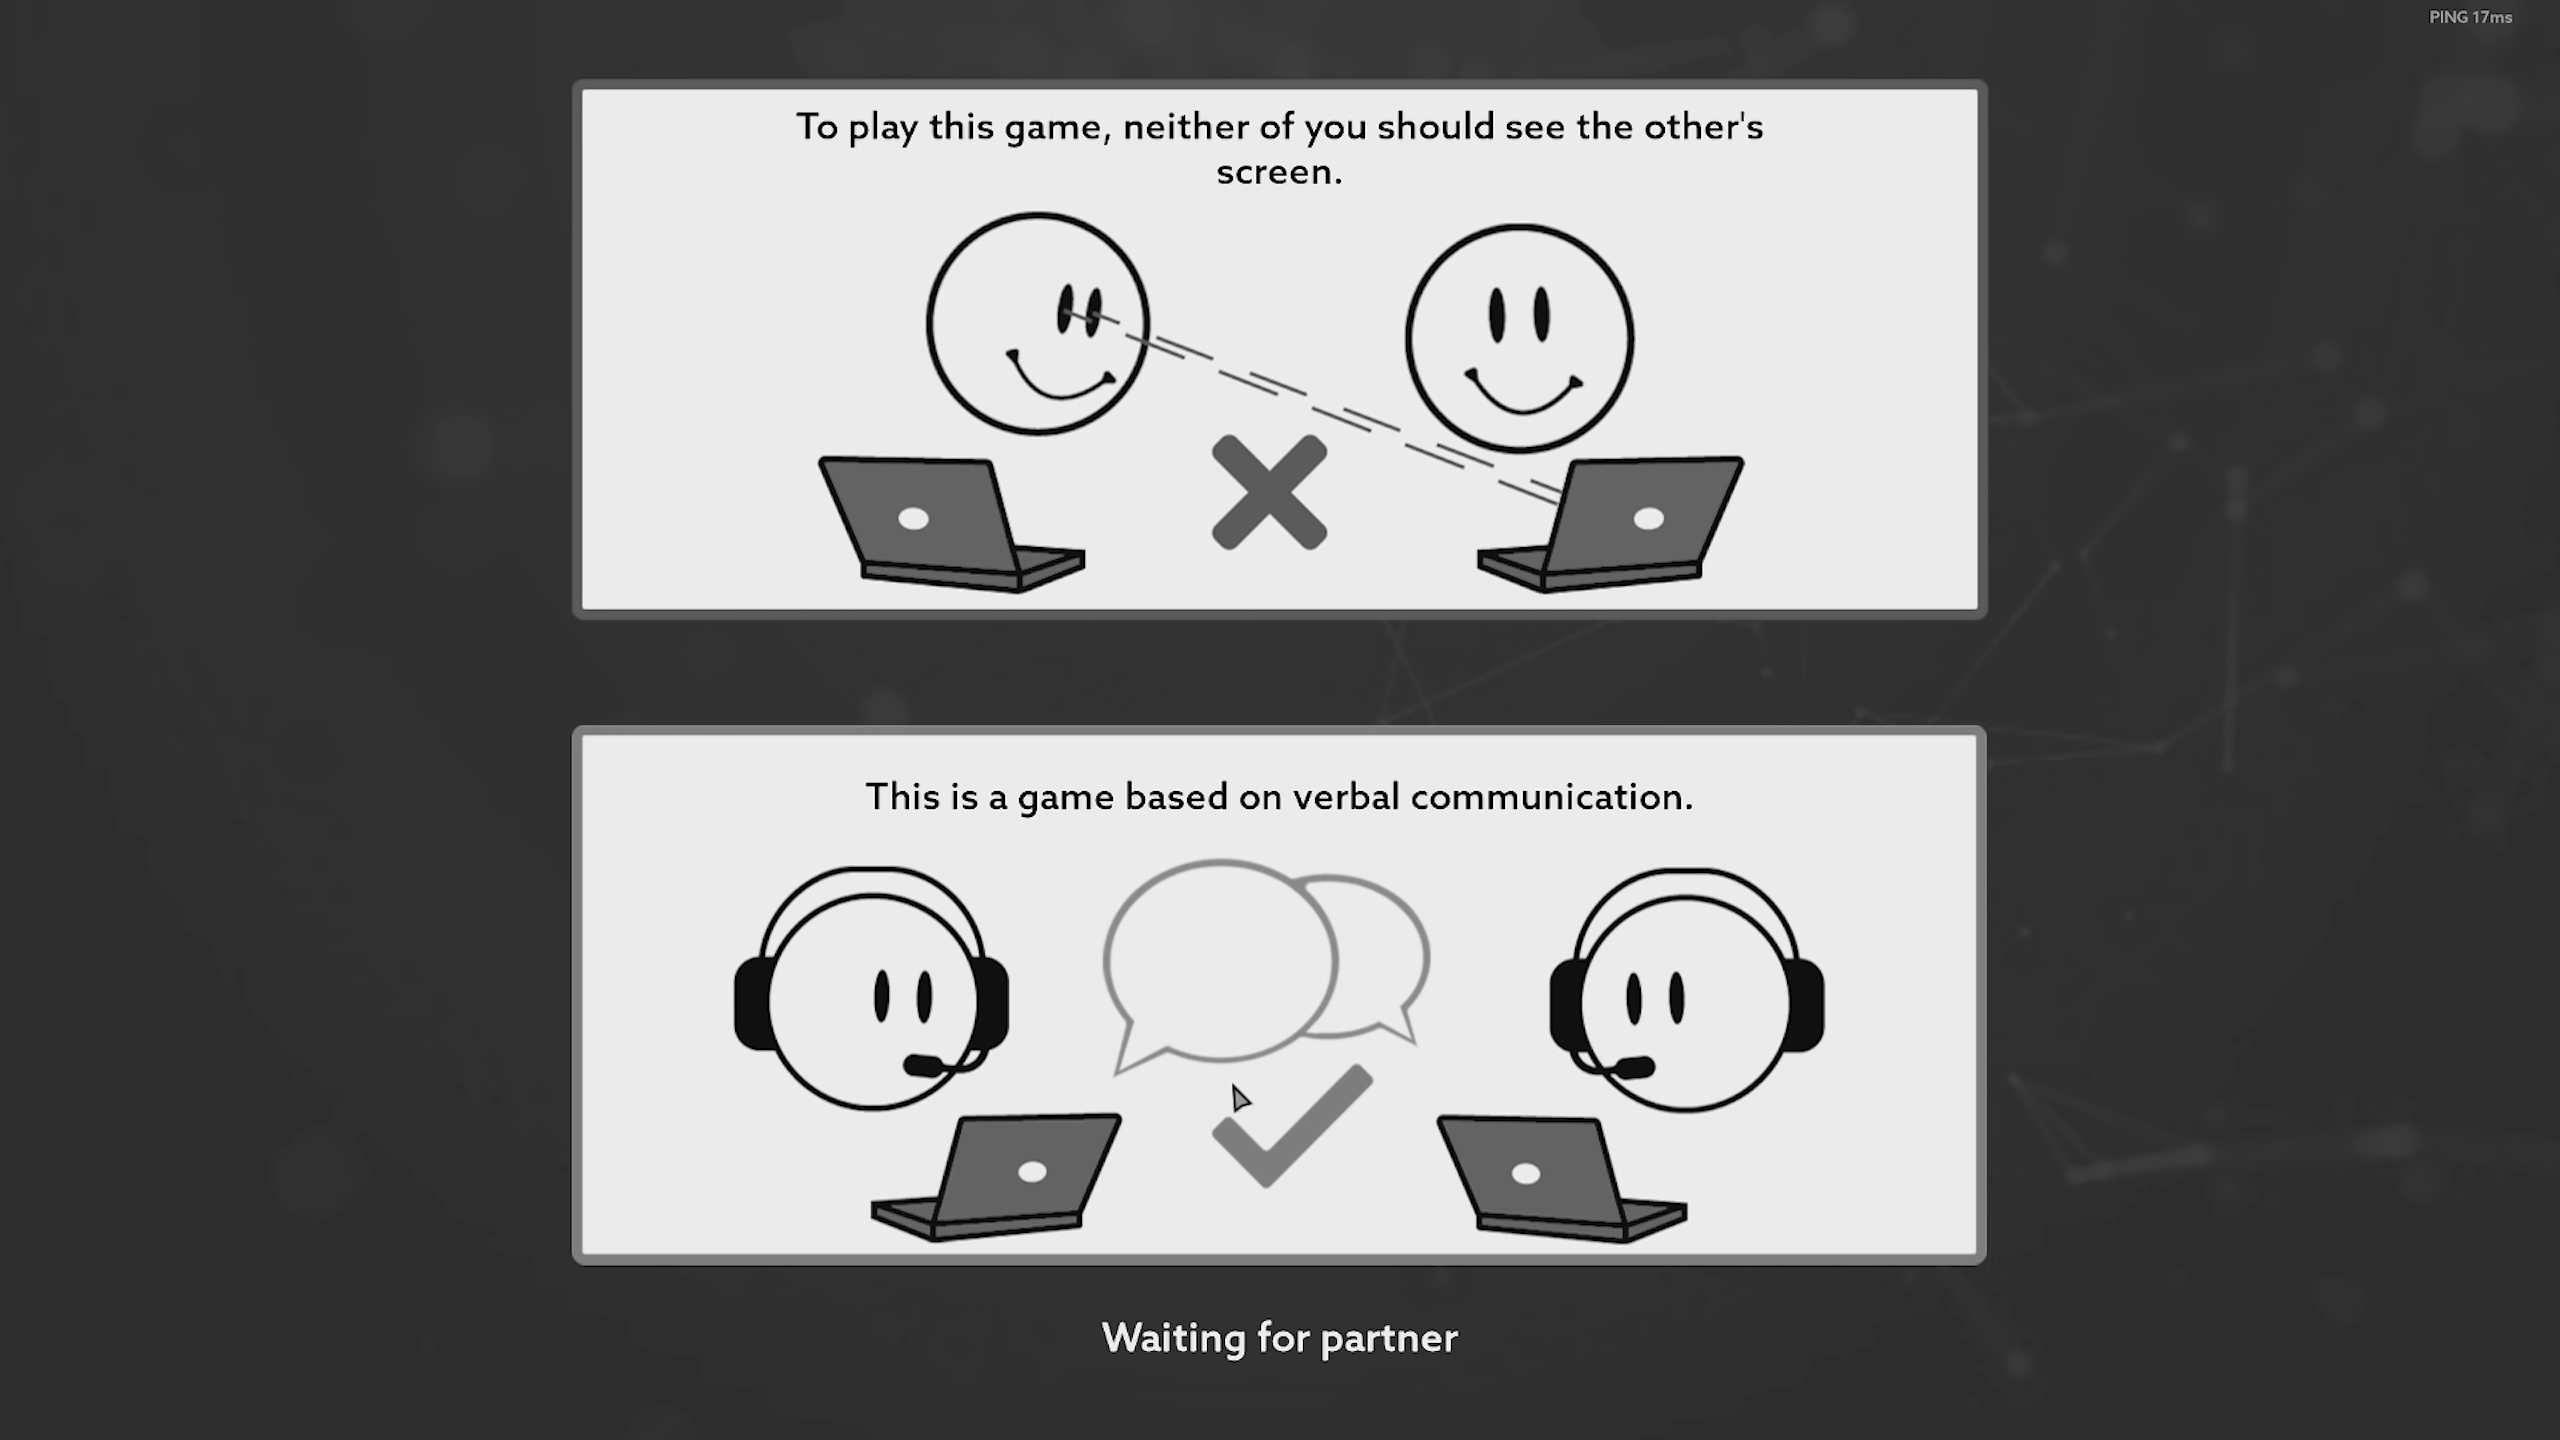 PING 17ms
To play this game, neither of you should see the other's
screen.
This is a game based on verbal communication.
Waiting for partner